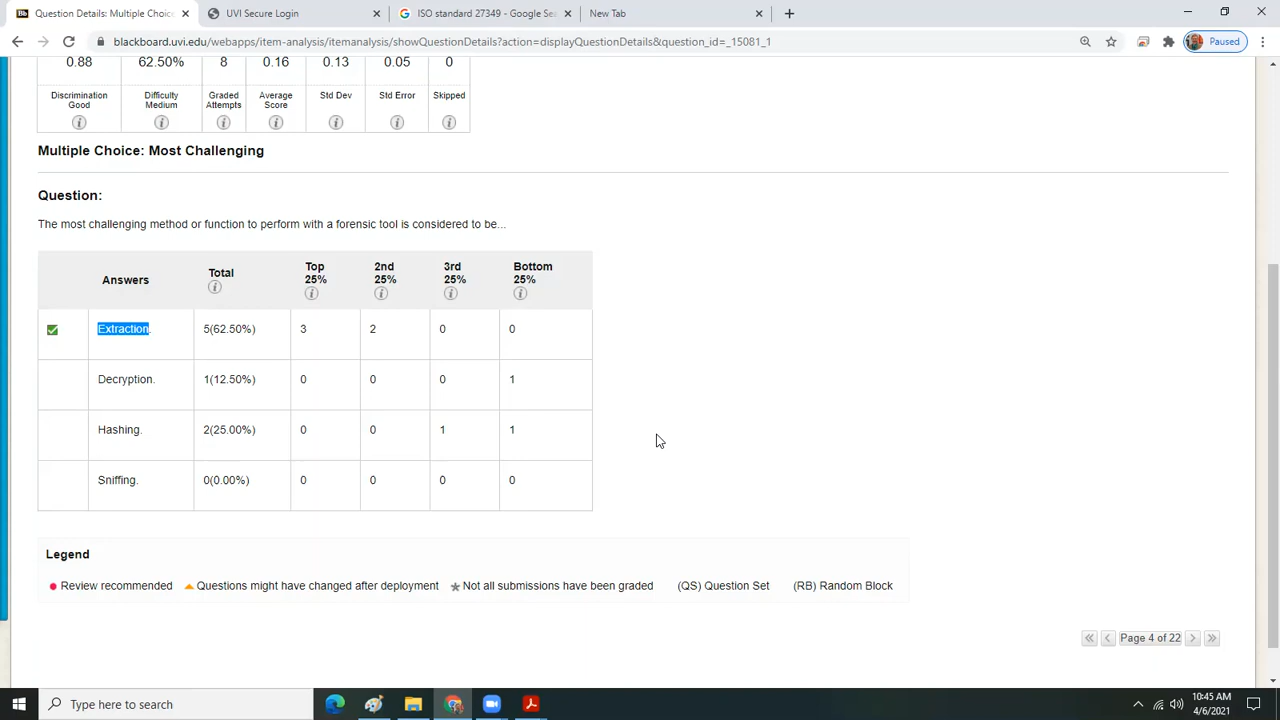 Question Details: Multiple Choic
UVI Secure Login
ISO standard 27349 - Google Sea
New Tab
blackboard.uvi.edu/webapps/item-analysis/itemanalysis/showQuestionDetails?action=displayQuestionDetails&question_id=_15081_1
Paused
0.88 62.50% 8 0.16 0.13 0.05 0
Discrimination Good
Difficulty Medium
Graded Attempts
Average Score
Std Dev
Std Error
Skipped
Multiple Choice: Most Challenging
Question:
The most challenging method or function to perform with a forensic tool is considered to be...
Answers Total Top 25% 2nd 25% 3rd 25% Bottom 25%
Extraction. 5(62.50%) 3 2 0 0
Decryption. 1(12.50%) 0 0 0 1
Hashing. 2(25.00%) 0 0 1 1
Sniffing. 0(0.00%) 0 0 0 0
Legend
Review recommended Questions might have changed after deployment Not all submissions have been graded (QS) Question Set (RB) Random Block
Page 4 of 22
Type here to search
10:45 AM
4/6/2021